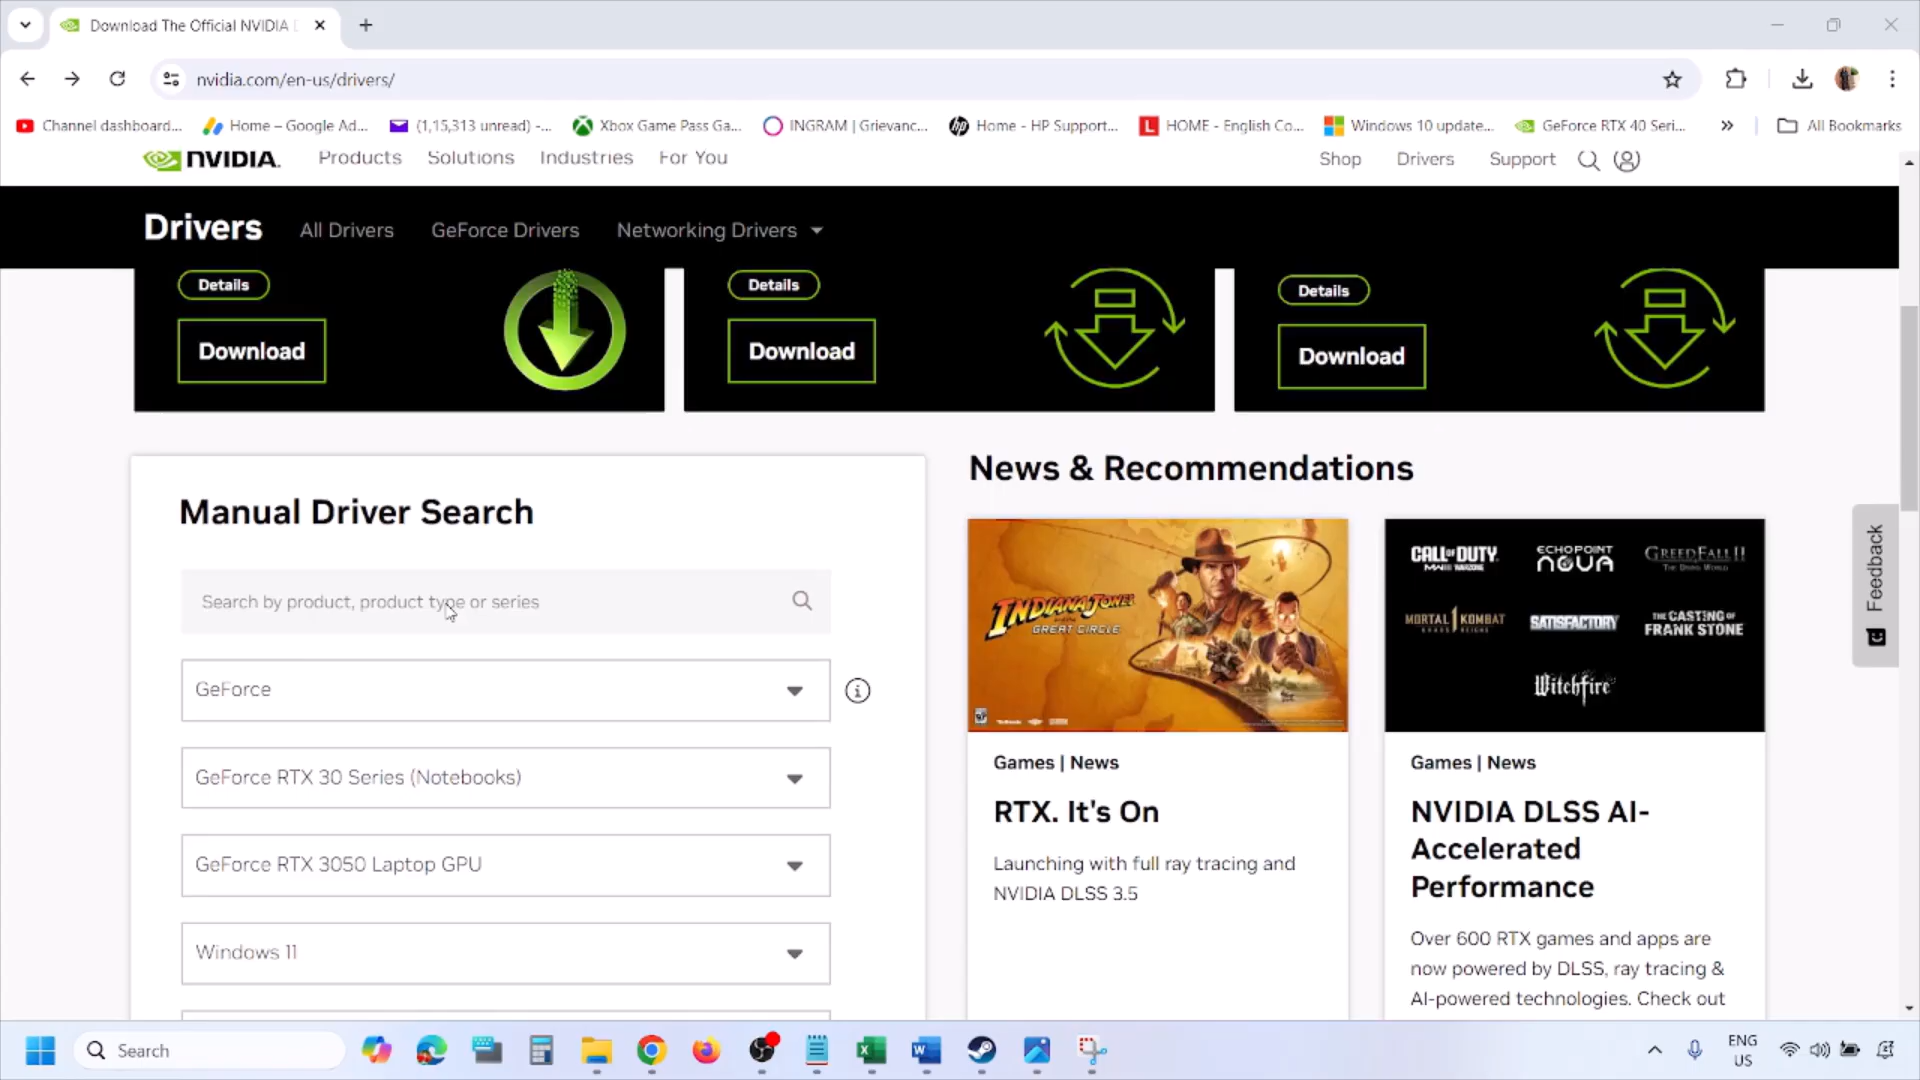 Download The Official NVIDIA D
nvidia.com/en-us/drivers/
Channel dashboard...
Home – Google Ad...
(1,15,313 unread) -...
Xbox Game Pass Ga...
INGRAM | Grievanc...
Home - HP Support...
HOME - English Co...
Windows 10 update...
GeForce RTX 40 Seri...
All Bookmarks
NVIDIA.
Products
Solutions
Industries
For You
Shop
Drivers
Support
Drivers
All Drivers
GeForce Drivers
Networking Drivers
Details
Download
Details
Download
Details
Download
Manual Driver Search
Search by product, product type or series
GeForce
GeForce RTX 30 Series (Notebooks)
GeForce RTX 3050 Laptop GPU
Windows 11
News & Recommendations
INDIANA JONES
AND THE
GREAT CIRCLE
Games | News
RTX. It's On
Launching with full ray tracing and
NVIDIA DLSS 3.5
CALL OF DUTY
ECHOPOINT
NOVA
GREEDFALL II
THE DYING WORLD
MORTAL KOMBAT 1
SATISFACTORY
THE CASTING OF
FRANK STONE
Witchfire
Games | News
NVIDIA DLSS AI-
Accelerated
Performance
Over 600 RTX games and apps are
now powered by DLSS, ray tracing &
AI-powered technologies. Check out
Feedback
Search
ENG
US